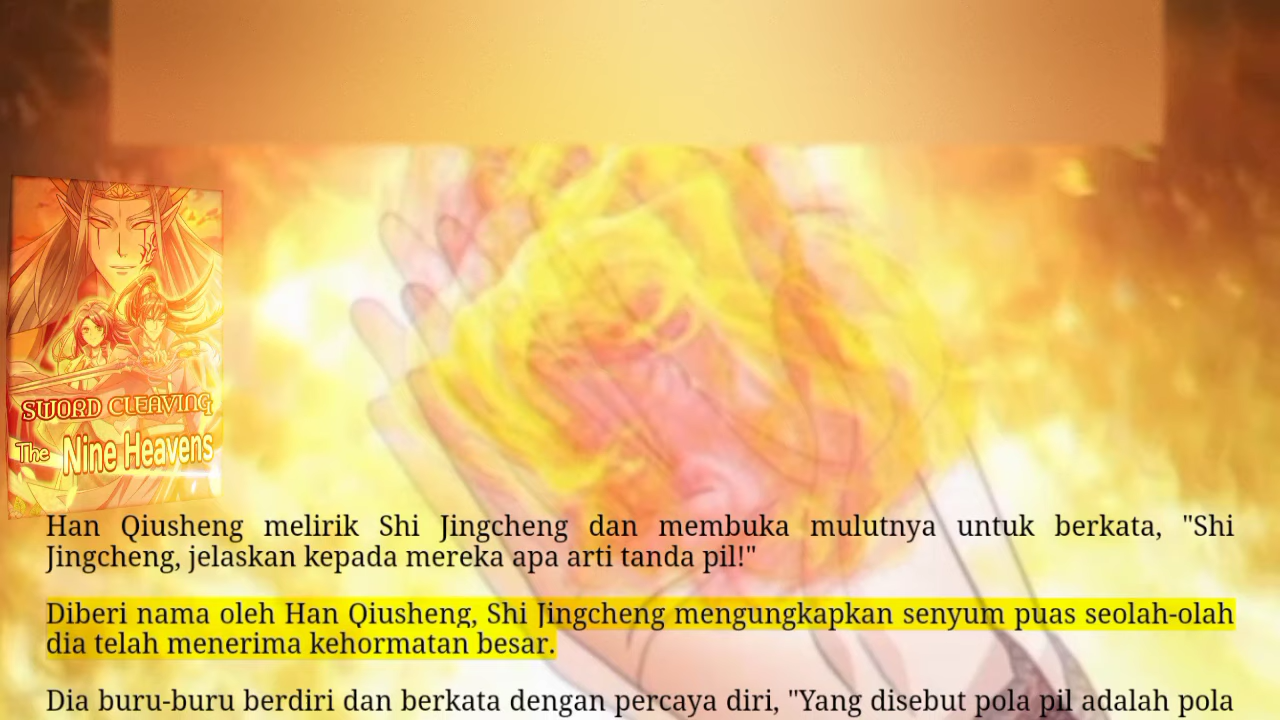 SWORD CLEAVING
The Nine Heavens
Han Qiusheng melirik Shi Jingcheng dan membuka mulutnya untuk berkata, "Shi
Jingcheng, jelaskan kepada mereka apa arti tanda pil!"
Diberi nama oleh Han Qiusheng, Shi Jingcheng mengungkapkan senyum puas seolah-olah
dia telah menerima kehormatan besar.
Dia buru-buru berdiri dan berkata dengan percaya diri, "Yang disebut pola pil adalah pola